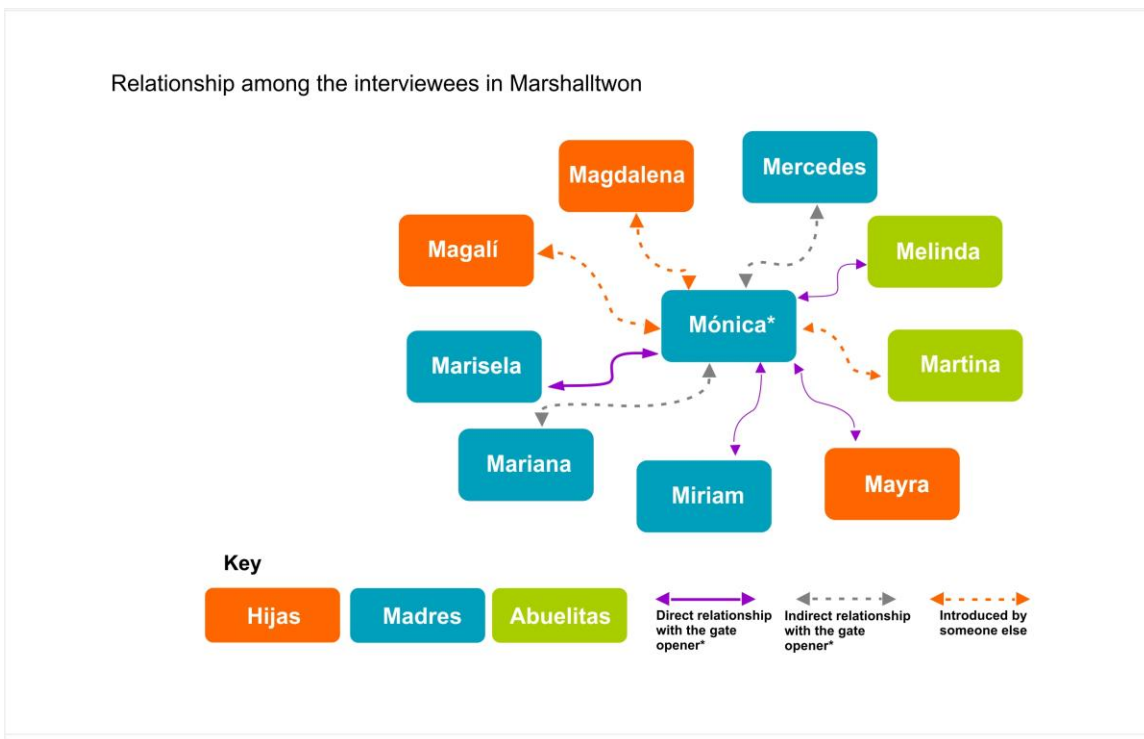 Relationship among the interviewees in Marshalltwon
Mercedes
Magdalena
Magalí
Melinda
Mónica*
Marisela
Martina
Mariana
Miriam
Mayra
Key
Hijas
Madres
Abuelitas
Direct relationship
with the gate
opener*
Indirect relationship
with the gate
opener*
Introduced by
someone else